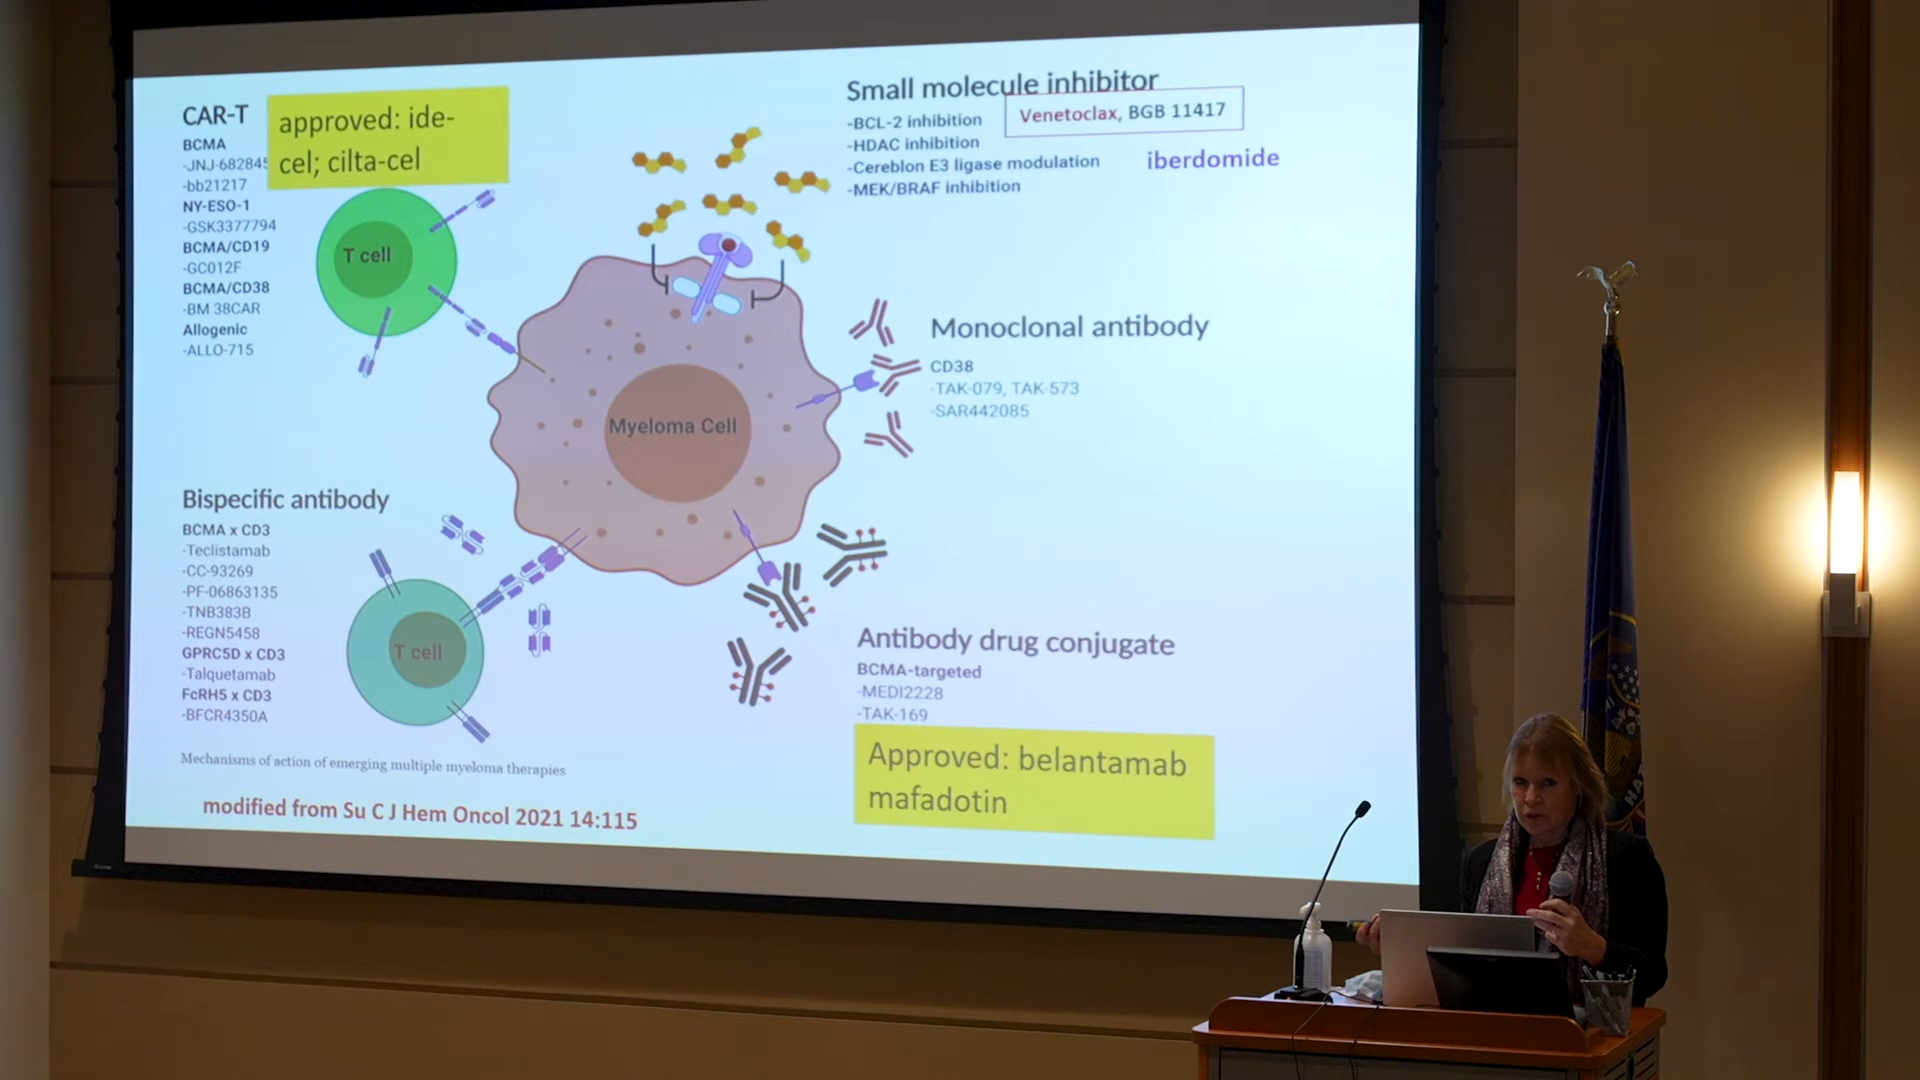 CAR-T
approved: ide-
cel; cilta-cel
BCMA
-JNJ-682845
-bb21217
NY-ESO-1
-GSK3377794
BCMA/CD19
-GC012F
BCMA/CD38
-BM 38CAR
Allogenic
-ALLO-715
T cell
Small molecule inhibitor
-BCL-2 inhibition
Venetoclax, BGB 11417
-HDAC inhibition
-Cereblon E3 ligase modulation
iberdomide
-MEK/BRAF inhibition
Monoclonal antibody
CD38
-TAK-079, TAK-573
-SAR442085
Myeloma Cell
Bispecific antibody
BCMA x CD3
-Teclistamab
-CC-93269
-PF-06863135
-TNB383B
-REGN5458
GPRC5D x CD3
-Talquetamab
FcRH5 x CD3
-BFCR4350A
T cell
Antibody drug conjugate
BCMA-targeted
-MEDI2228
-TAK-169
Approved: belantamab
mafadotin
Mechanisms of action of emerging multiple myeloma therapies
modified from Su C J Hem Oncol 2021 14:115